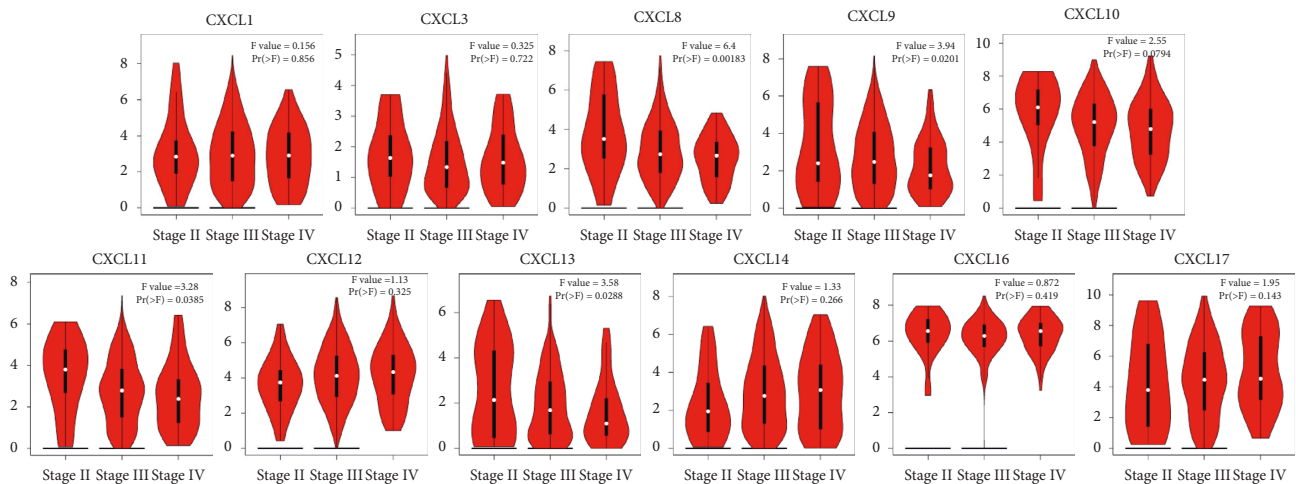 CXCL1
F value = 0.156
Pr(>F) = 0.856
8
6
4
2
0
Stage II Stage III Stage IV
CXCL3
F value = 0.325
Pr(>F) = 0.722
5
4
3
2
1
0
Stage II Stage III Stage IV
CXCL8
F value = 6.4
Pr(>F) = 0.00183
8
6
4
2
0
Stage II Stage III Stage IV
CXCL9
F value = 3.94
Pr(>F) = 0.0201
8
6
4
2
0
Stage II Stage III Stage IV
CXCL10
F value = 2.55
Pr(>F) = 0.0794
10
8
6
4
2
0
Stage II Stage III Stage IV
CXCL11
F value =3.28
Pr(>F) = 0.0385
8
6
4
2
0
Stage II Stage III Stage IV
CXCL12
F value =1.13
Pr(>F) = 0.325
8
6
4
2
0
Stage II Stage III Stage IV
CXCL13
F value = 3.58
Pr(>F) = 0.0288
6
4
2
0
Stage II Stage III Stage IV
CXCL14
F value = 1.33
Pr(>F) = 0.266
8
6
4
2
0
Stage II Stage III Stage IV
CXCL16
F value = 0.872
Pr(>F) = 0.419
8
6
4
2
0
Stage II Stage III Stage IV
CXCL17
F value = 1.95
Pr(>F) = 0.143
10
8
6
4
2
0
Stage II Stage III Stage IV